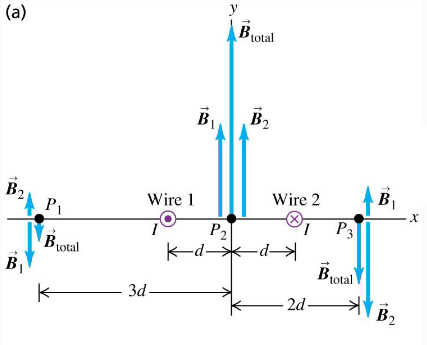 (a)
y
B⃗total
B⃗1 B⃗2
B⃗2 P1 Wire 1 Wire 2 B⃗1
I P2 I P3 x
B⃗1 B⃗total d d B⃗total
3d 2d B⃗2